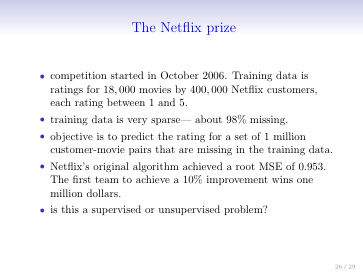 The Netflix prize
• competition started in October 2006. Training data is
ratings for 18,000 movies by 400,000 Netflix customers,
each rating between 1 and 5.
• training data is very sparse— about 98% missing.
• objective is to predict the rating for a set of 1 million
customer-movie pairs that are missing in the training data.
• Netflix's original algorithm achieved a root MSE of 0.953.
The first team to achieve a 10% improvement wins one
million dollars.
• is this a supervised or unsupervised problem?
26 / 29